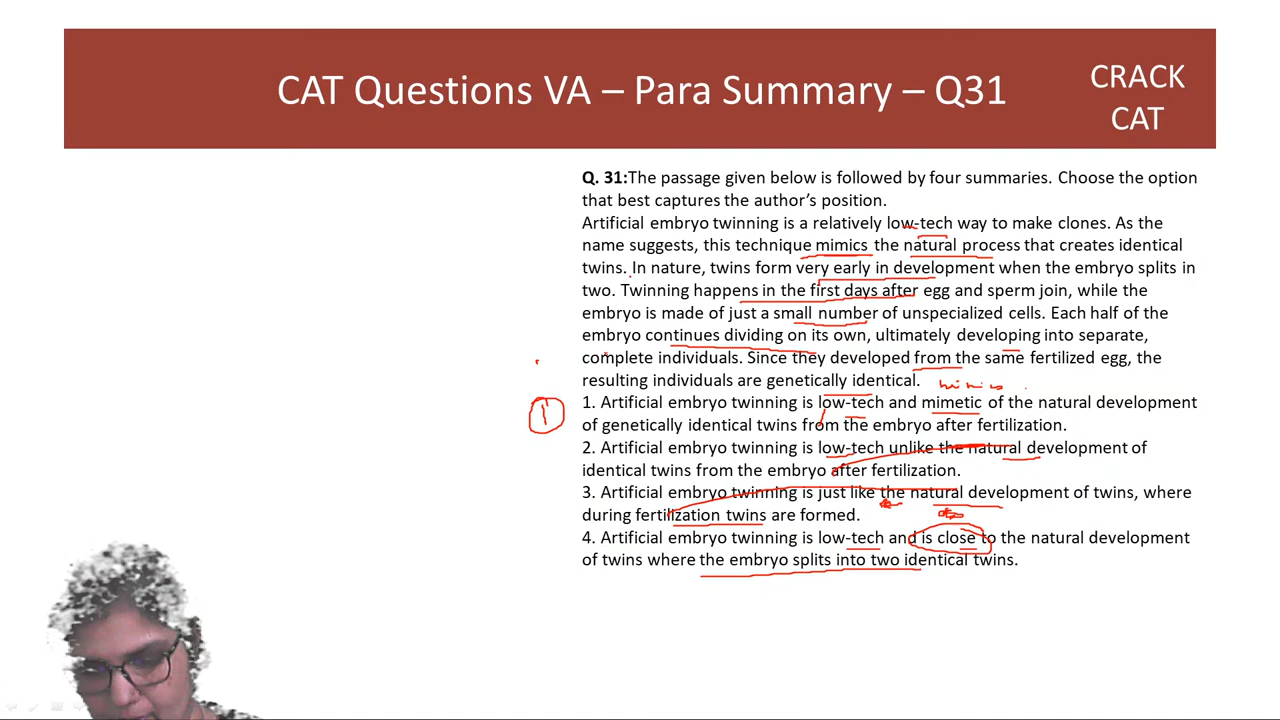 CAT Questions VA – Para Summary – Q31
CRACK
CAT
Q. 31:The passage given below is followed by four summaries. Choose the option
that best captures the author’s position.
Artificial embryo twinning is a relatively low-tech way to make clones. As the
name suggests, this technique mimics the natural process that creates identical
twins. In nature, twins form very early in development when the embryo splits in
two. Twinning happens in the first days after egg and sperm join, while the
embryo is made of just a small number of unspecialized cells. Each half of the
embryo continues dividing on its own, ultimately developing into separate,
complete individuals. Since they developed from the same fertilized egg, the
resulting individuals are genetically identical.
1. Artificial embryo twinning is low-tech and mimetic of the natural development
of genetically identical twins from the embryo after fertilization.
2. Artificial embryo twinning is low-tech unlike the natural development of
identical twins from the embryo after fertilization.
3. Artificial embryo twinning is just like the natural development of twins, where
during fertilization twins are formed.
4. Artificial embryo twinning is low-tech and is close to the natural development
of twins where the embryo splits into two identical twins.
1